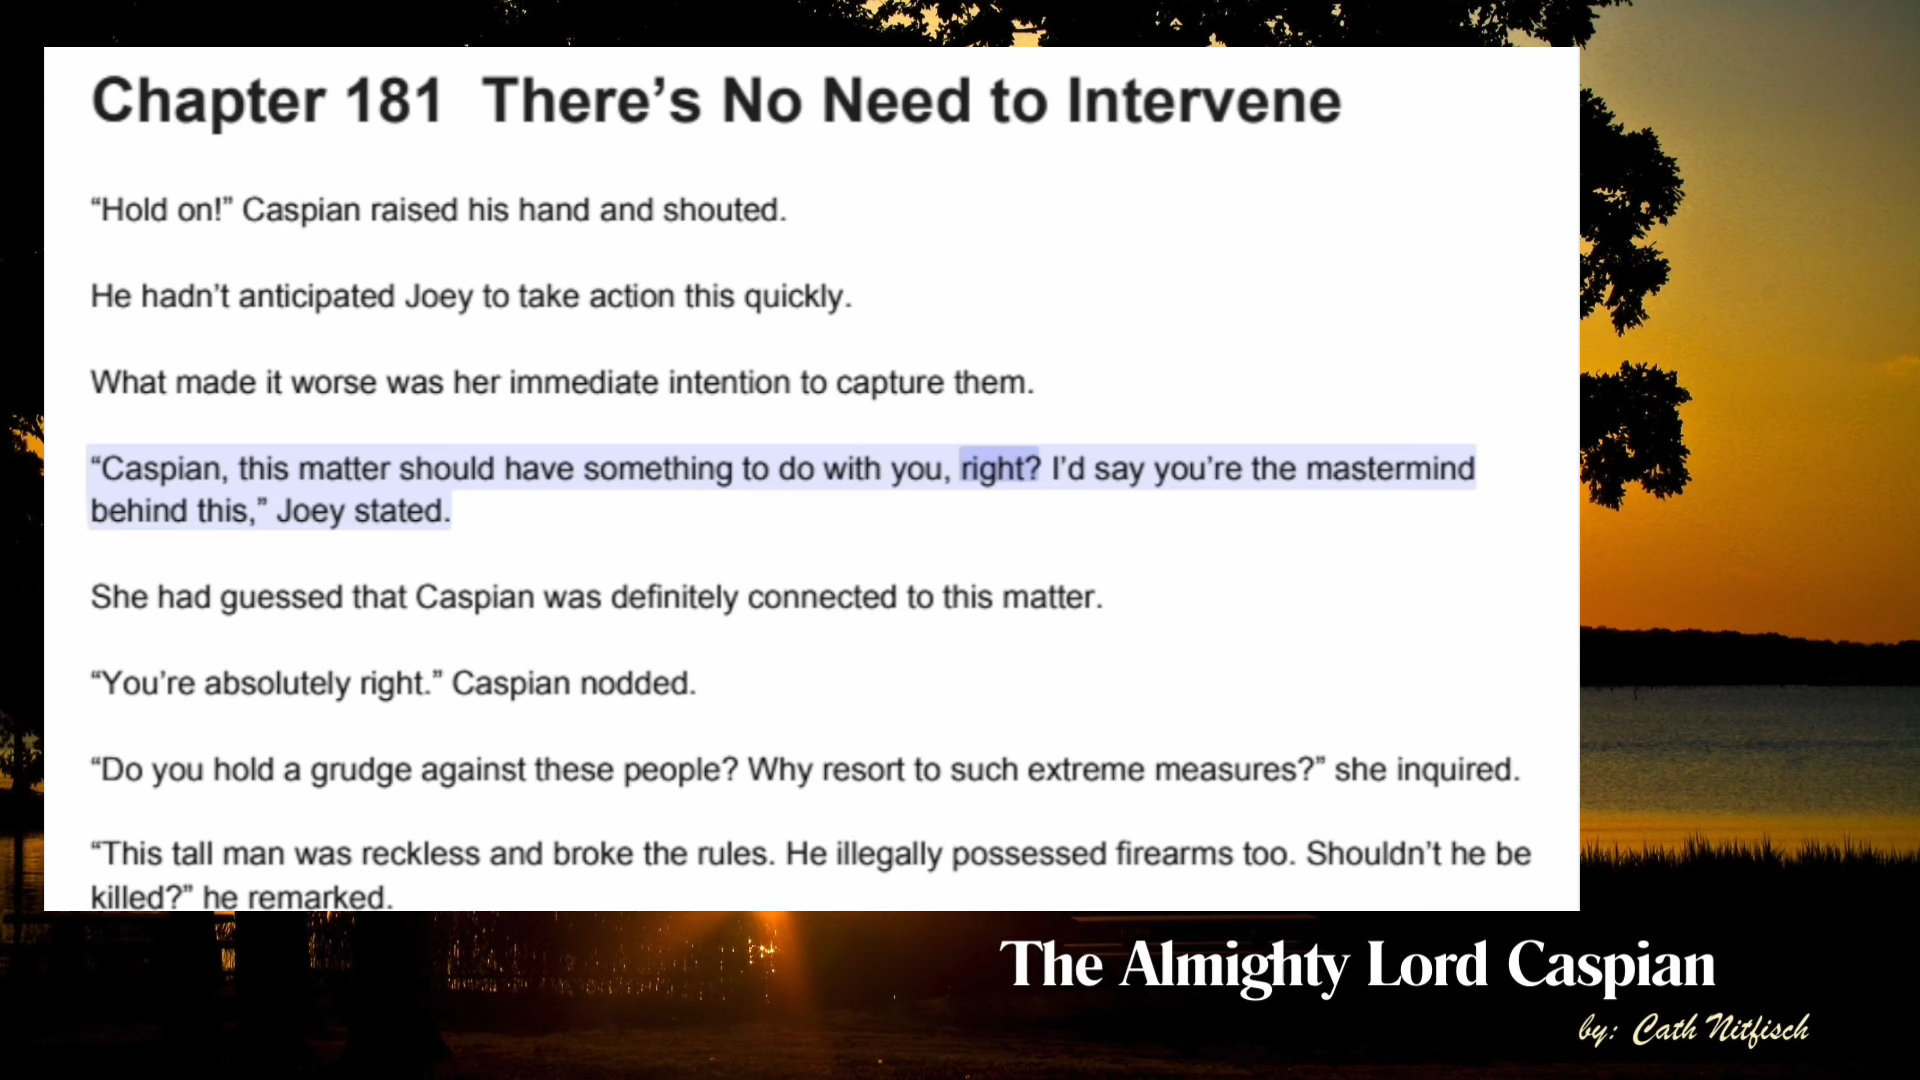 Chapter 181 There’s No Need to Intervene
“Hold on!” Caspian raised his hand and shouted.
He hadn’t anticipated Joey to take action this quickly.
What made it worse was her immediate intention to capture them.
“Caspian, this matter should have something to do with you, right? I’d say you’re the mastermind
behind this,” Joey stated.
She had guessed that Caspian was definitely connected to this matter.
“You’re absolutely right.” Caspian nodded.
“Do you hold a grudge against these people? Why resort to such extreme measures?” she inquired.
“This tall man was reckless and broke the rules. He illegally possessed firearms too. Shouldn’t he be
killed?” he remarked.
The Almighty Lord Caspian
by: Cath Nitfisch